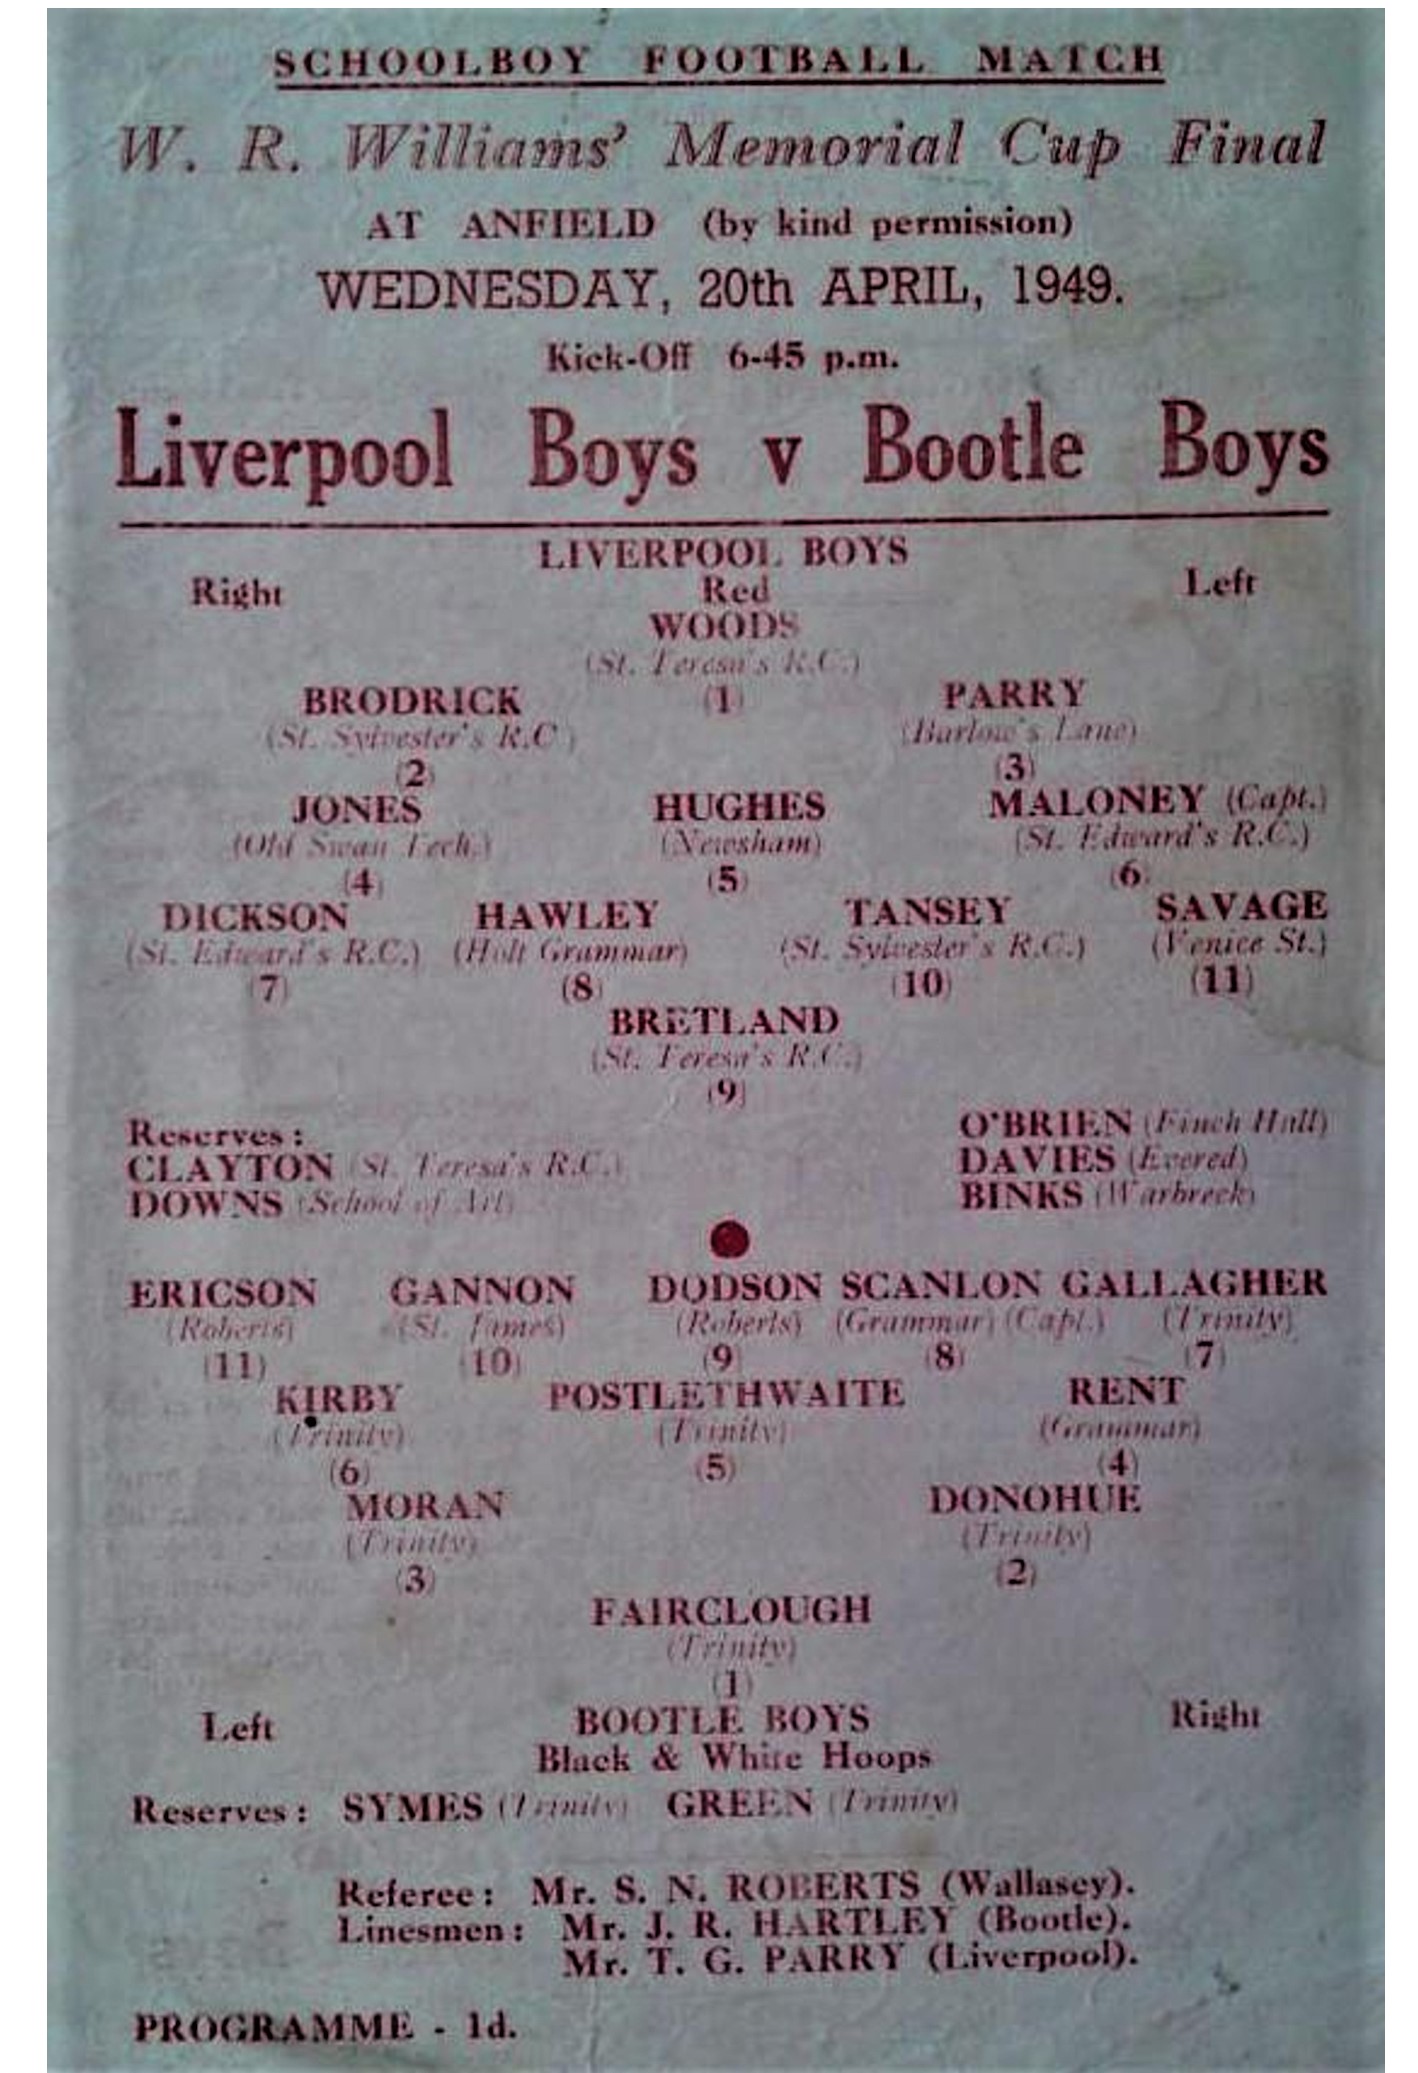 SCHOOLBOY FOOTBALL MATCH
W. R. Williams' Memorial Cup Final
AT ANFIELD (by kind permission)
WEDNESDAY, 20th APRIL, 1949.
Kick-Off 6-45 p.m.
Liverpool Boys v Bootle Boys
LIVERPOOL BOYS
Right Red Left
WOODS
(St. Teresa's R.C.)
BRODRICK (1) PARRY
(St. Sylvester's R.C.) (Barlow's Lane)
(2) (3)
JONES HUGHES MALONEY (Capt.)
(Old Swan Tech.) (Newsham) (St. Edward's R.C.)
(4) (5) (6)
DICKSON HAWLEY TANSEY SAVAGE
(St. Edward's R.C.) (Holt Grammar) (St. Sylvester's R.C.) (Venice St.)
(7) (8) (10) (11)
BRETLAND
(St. Teresa's R.C.)
(9)
Reserves: O'BRIEN (Finch Hall)
CLAYTON (St. Teresa's R.C.) DAVIES (Evered)
DOWNS (School of Art) BINKS (Warbreck)
ERICSON GANNON DODSON SCANLON GALLAGHER
(Roberts) (St. James) (Roberts) (Grammar) (Capt.) (Trinity)
(11) (10) (9) (8) (7)
KIRBY POSTLETHWAITE RENT
(Trinity) (Trinity) (Grammar)
(6) (5) (4)
MORAN DONOHUE
(Trinity) (Trinity)
(3) (2)
FAIRCLOUGH
(Trinity)
(1)
Left BOOTLE BOYS Right
Black & White Hoops
Reserves: SYMES (Trinity) GREEN (Trinity)
Referee: Mr. S. N. ROBERTS (Wallasey).
Linesmen: Mr. J. R. HARTLEY (Bootle).
Mr. T. G. PARRY (Liverpool).
PROGRAMME - 1d.